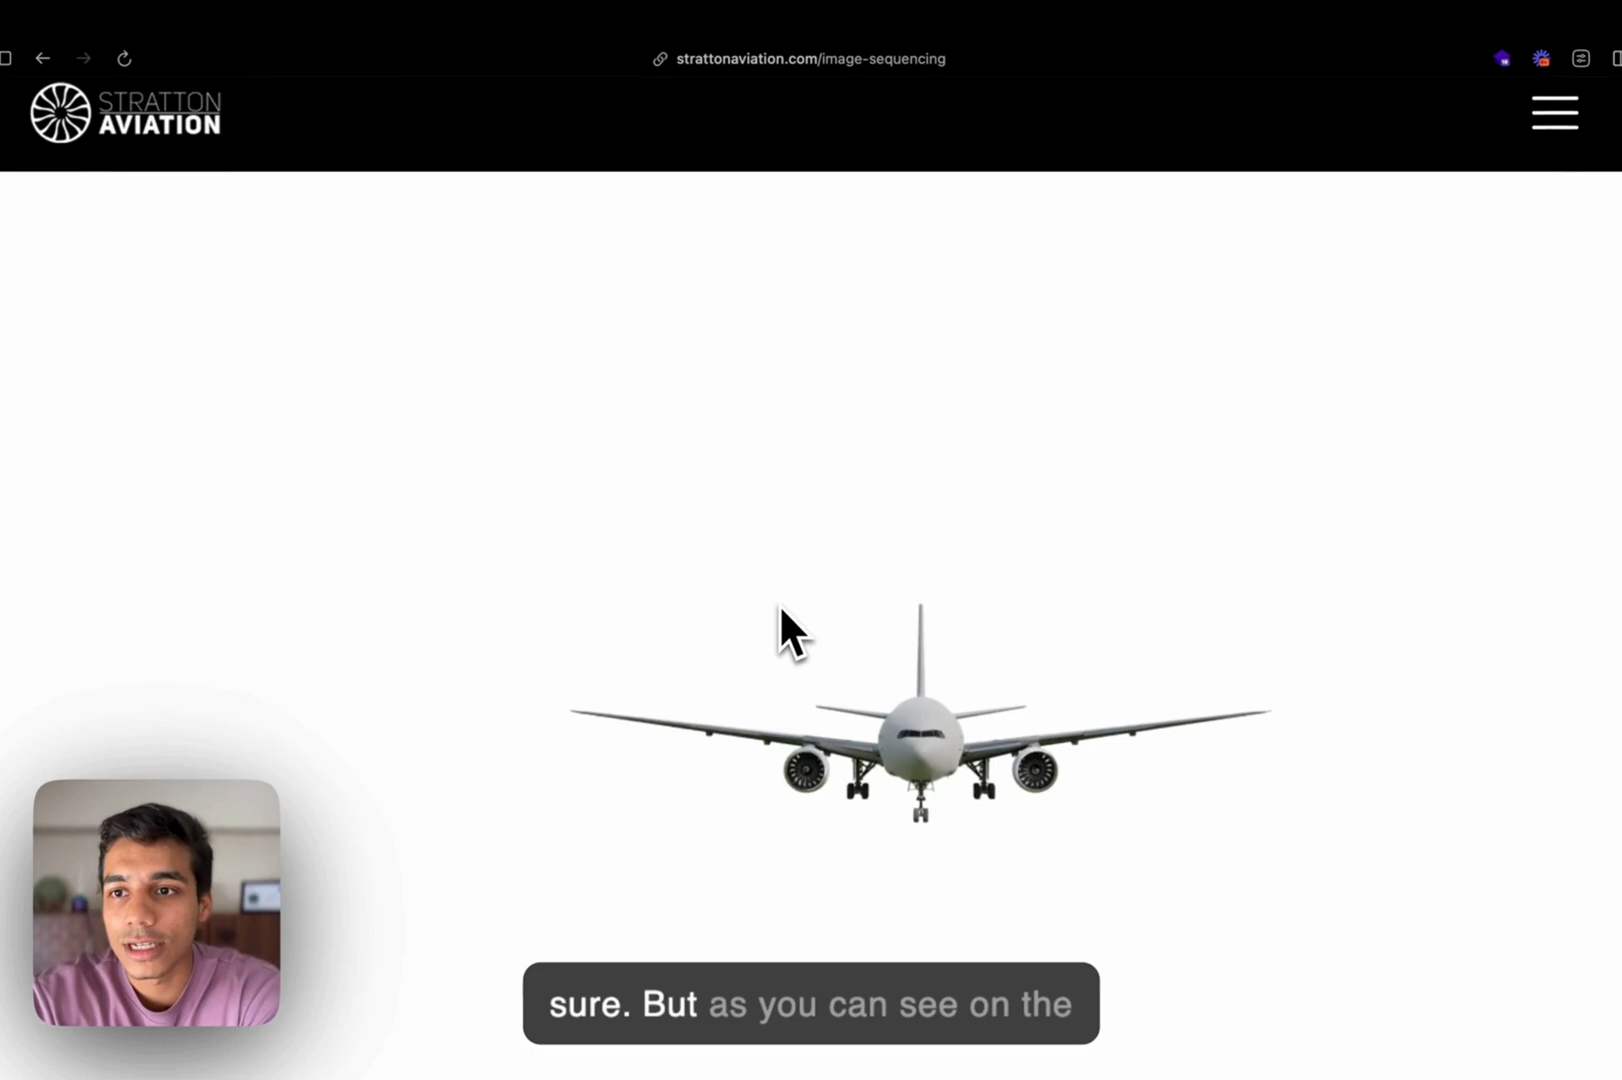 strattonaviation.com/image-sequencing
STRATTON
AVIATION
sure. But as you can see on the